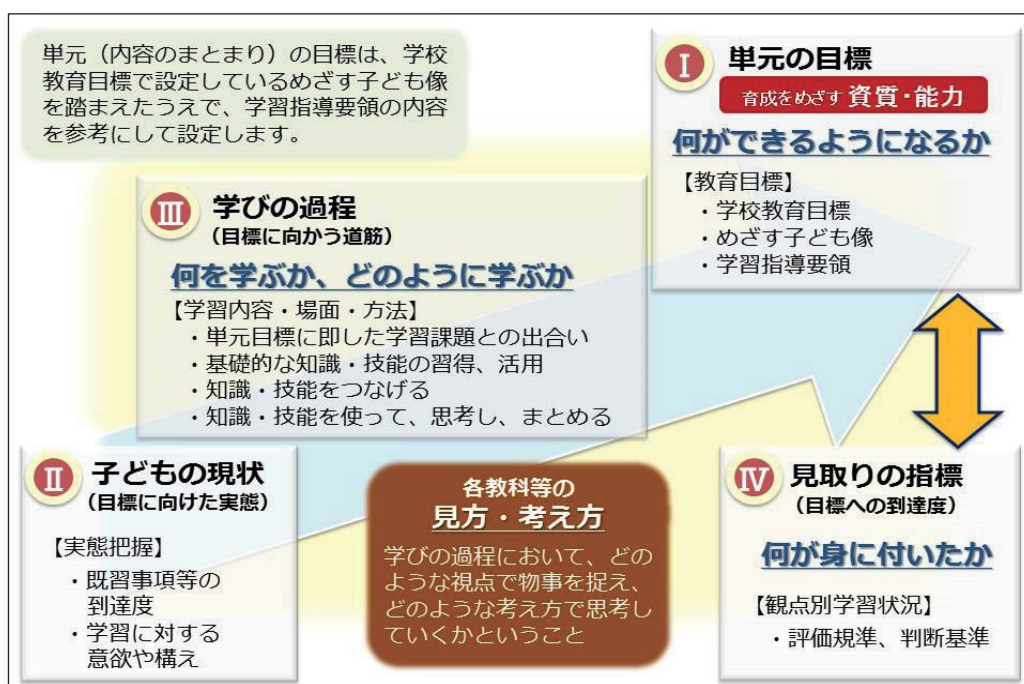 単元（内容のまとまり）の目標は、学校
教育目標で設定しているめざす子ども像
を踏まえたうえで、学習指導要領の内容
を参考にして設定します。
Ⅰ 単元の目標
育成をめざす 資質・能力
何ができるようになるか
【教育目標】
・学校教育目標
・めざす子ども像
・学習指導要領
Ⅲ 学びの過程
（目標に向かう道筋）
何を学ぶか、どのように学ぶか
【学習内容・場面・方法】
・単元目標に即した学習課題との出合い
・基礎的な知識・技能の習得、活用
・知識・技能をつなげる
・知識・技能を使って、思考し、まとめる
Ⅱ 子どもの現状
（目標に向けた実態）
【実態把握】
・既習事項等の
到達度
・学習に対する
意欲や構え
各教科等の
見方・考え方
学びの過程において、どの
ような視点で物事を捉え、
どのような考え方で思考し
ていくかということ
Ⅳ 見取りの指標
（目標への到達度）
何が身に付いたか
【観点別学習状況】
・評価規準、判断基準